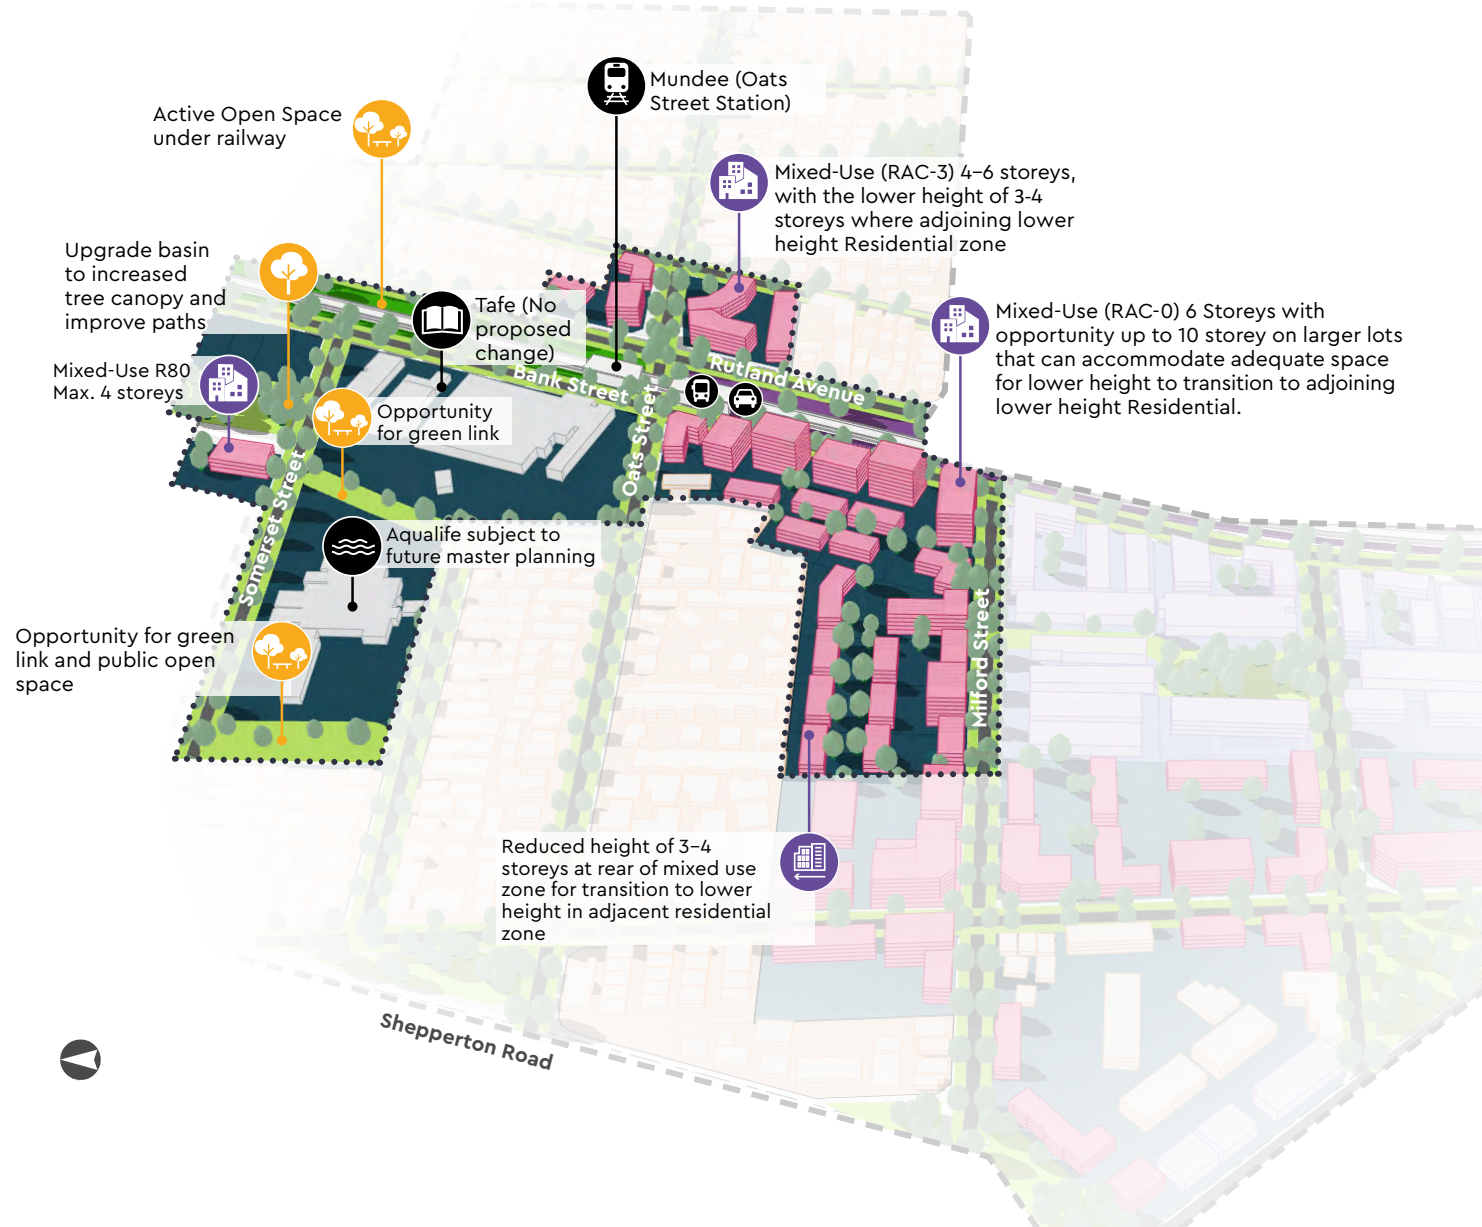 Mundee (Oats
Street Station)
Active Open Space
under railway
Mixed-Use (RAC-3) 4–6 storeys,
with the lower height of 3-4
storeys where adjoining lower
height Residential zone
Upgrade basin
to increased
tree canopy and
improve paths
Tafe (No
proposed
change)
Mixed-Use (RAC-0) 6 Storeys with
opportunity up to 10 storey on larger lots
that can accommodate adequate space
for lower height to transition to adjoining
lower height Residential.
Mixed-Use R80
Max. 4 storeys
Bank Street
Rutland Avenue
Opportunity
for green link
Oats Street
Somerset Street
Aqualife subject to
future master planning
Milford Street
Opportunity for green
link and public open
space
Reduced height of 3–4
storeys at rear of mixed use
zone for transition to lower
height in adjacent residential
zone
Shepperton Road